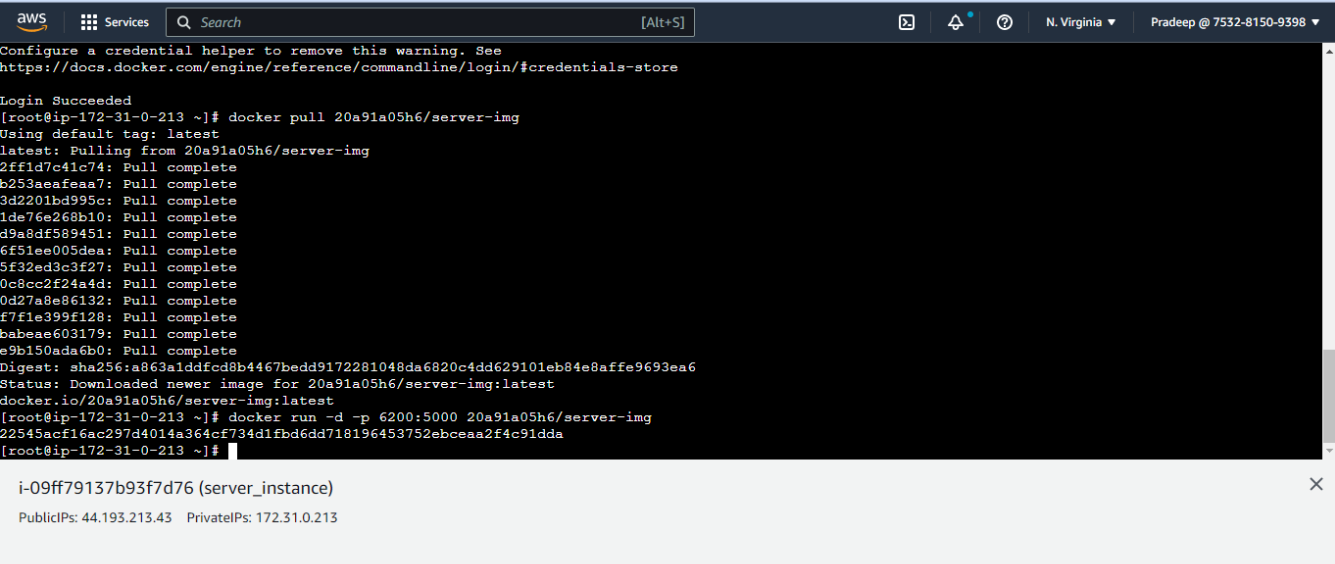 aws Services Search [Alt+S] N. Virginia Pradeep @ 7532-8150-9398
Configure a credential helper to remove this warning. See
https://docs.docker.com/engine/reference/commandline/login/#credentials-store
Login Succeeded
[root@ip-172-31-0-213 ~]# docker pull 20a91a05h6/server-img
Using default tag: latest
latest: Pulling from 20a91a05h6/server-img
2ff1d7c41c74: Pull complete
b253aeafeaa7: Pull complete
3d2201bd995c: Pull complete
1de76e268b10: Pull complete
d9a8df589451: Pull complete
6f51ee005dea: Pull complete
5f32ed3c3f27: Pull complete
0c8cc2f24a4d: Pull complete
0d27a8e86132: Pull complete
f7f1e399f128: Pull complete
babeae603179: Pull complete
e9b150ada6b0: Pull complete
Digest: sha256:a863a1ddfcd8b4467bedd9172281048da6820c4dd629101eb84e8affe9693ea6
Status: Downloaded newer image for 20a91a05h6/server-img:latest
docker.io/20a91a05h6/server-img:latest
[root@ip-172-31-0-213 ~]# docker run -d -p 6200:5000 20a91a05h6/server-img
22545acf16ac297d4014a364cf734d1fbd6dd718196453752ebceaa2f4c91dda
[root@ip-172-31-0-213 ~]#
i-09ff79137b93f7d76 (server_instance)
PublicIPs: 44.193.213.43 PrivateIPs: 172.31.0.213